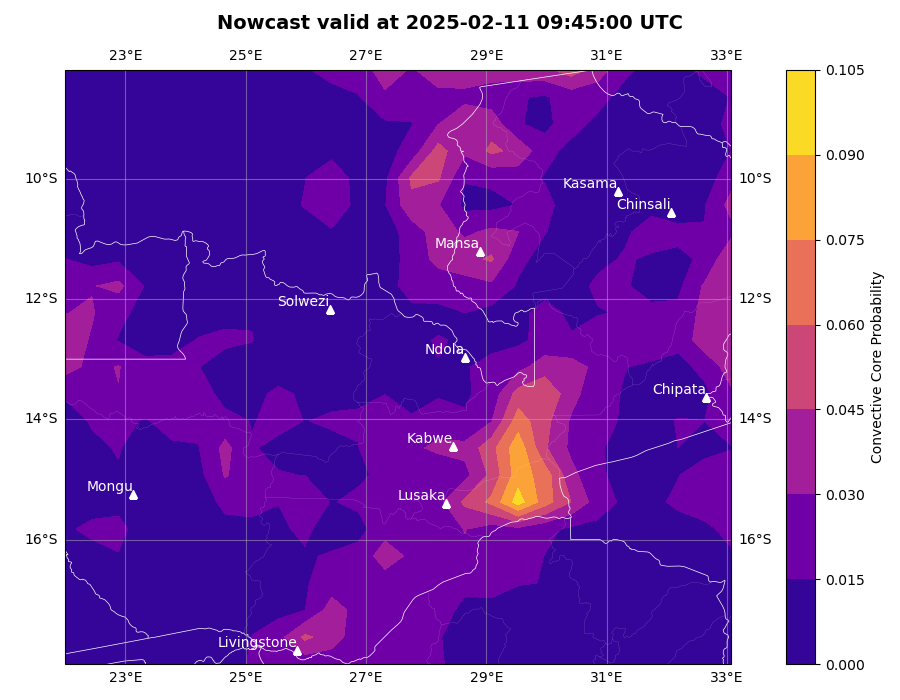 Nowcast valid at 2025-02-11 09:45:00 UTC
23°E 25°E 27°E 29°E 31°E 33°E
0.105
0.090
10°S Kasama 10°S
Chinsali
0.075
Mansa
12°S Solwezi 12°S
0.060
Ndola
Chipata
0.045
14°S 14°S
Kabwe
Mongu Lusaka
0.030
16°S 16°S
0.015
Livingstone
0.000
23°E 25°E 27°E 29°E 31°E 33°E
Convective Core Probability